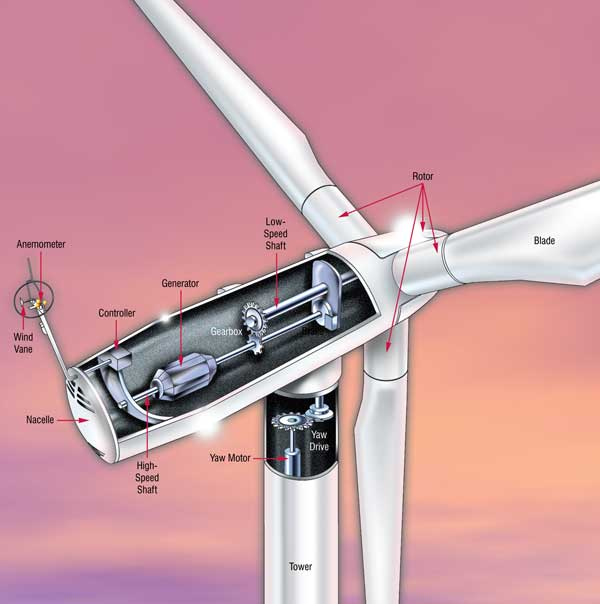 Rotor
Low-
Speed
Shaft
Anemometer
Blade
Generator
Controller
Gearbox
Wind
Vane
Nacelle
Yaw
Drive
Yaw Motor
High-
Speed
Shaft
Tower